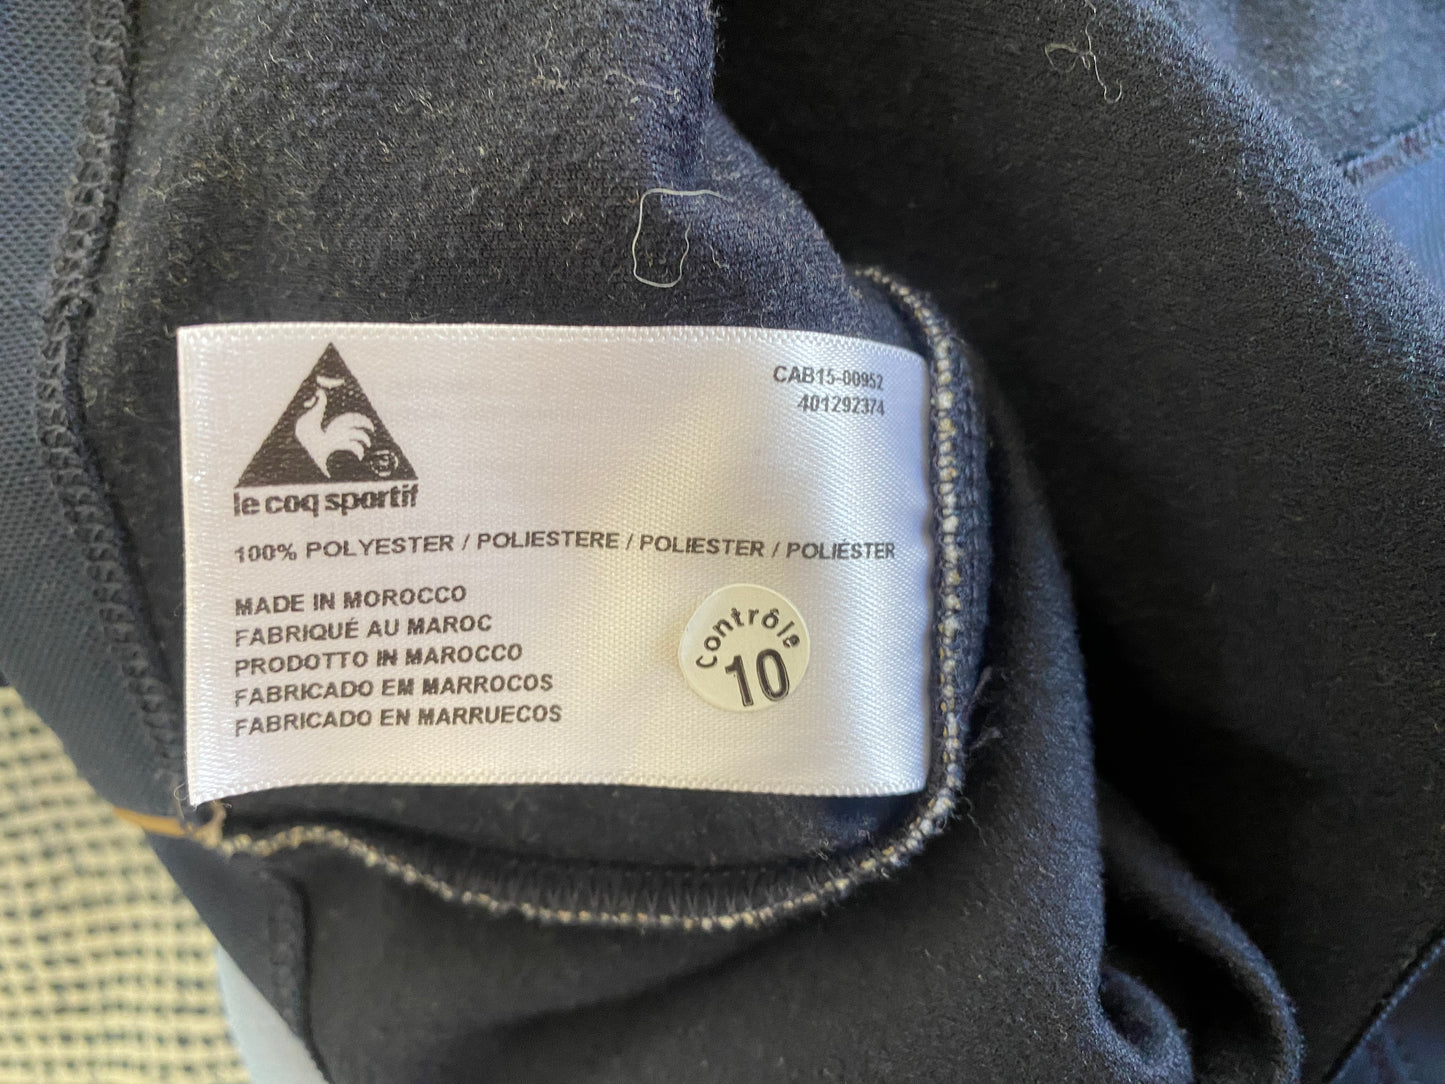 CAB15-00952
401292374
le coq sportif
100% POLYESTER / POLIESTERE / POLIESTER / POLIÉSTER
MADE IN MOROCCO
FABRIQUÉ AU MAROC
PRODOTTO IN MAROCCO
FABRICADO EM MARROCOS
FABRICADO EN MARRUECOS
Contrôle
10